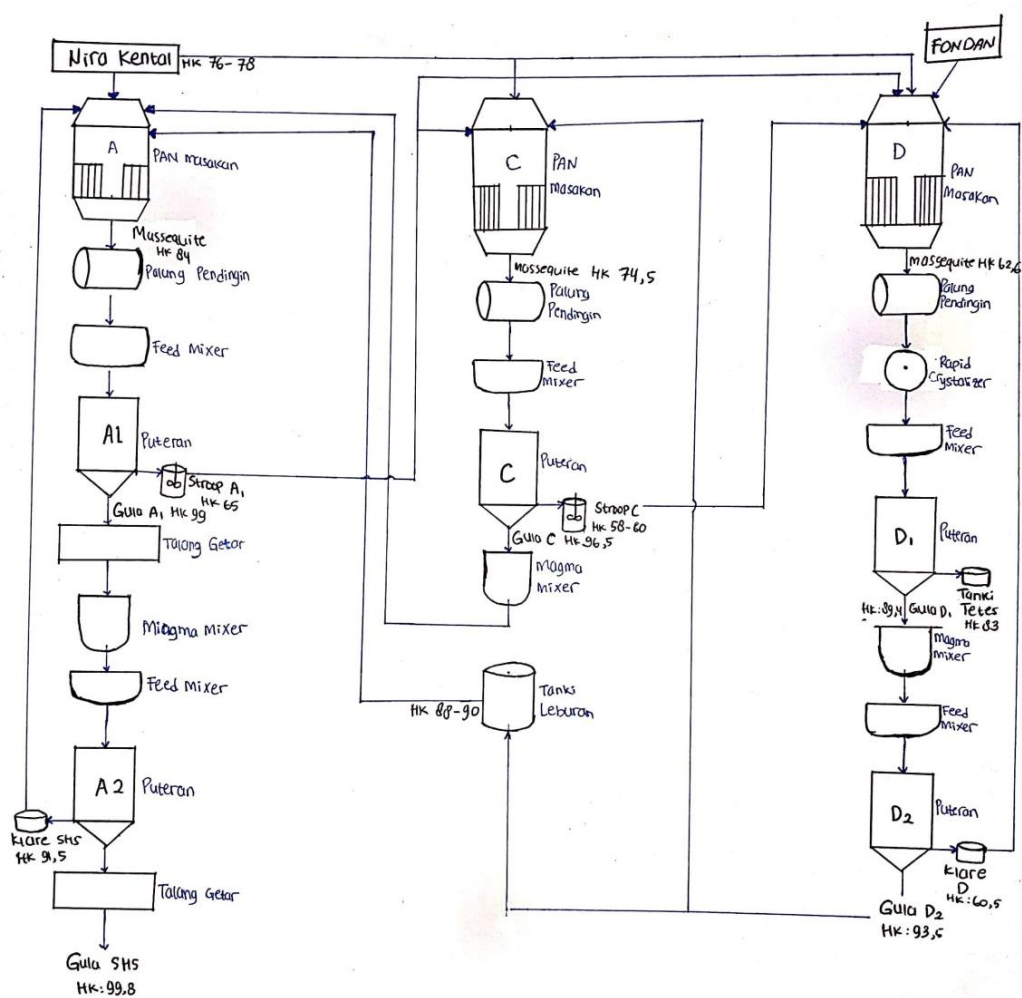 Nira Kental
HK 76-78
FONDAN
A
PAN Masakan
Massequite
HK 84
Palung Pendingin
Feed Mixer
A1
Puteran
Stroop A1
HK 65
Gula A1 HK 99
Talang Getar
Miagma Mixer
Feed Mixer
A2
Puteran
Klare SHS
HK 91,5
Talang Getar
Gula SHS
HK: 99,8
C
PAN
Masakan
Massequite HK 74,5
Palung
Pendingin
Feed
Mixer
C
Puteran
Stroop C
HK 58-60
Gula C HK 96,5
Magma
Mixer
HK 88-90
Tanki
Leburan
D
PAN
Masakan
Massequite HK 62,6
Palung
Pendingin
Rapid
Crystalizer
Feed
Mixer
D1
Puteran
Tanki
Tetes
HK 33
HK: 89,4 Gula D1
Magma
Mixer
Feed
Mixer
D2
Puteran
Klare
D
HK: 60,5
Gula D2
HK: 93,6